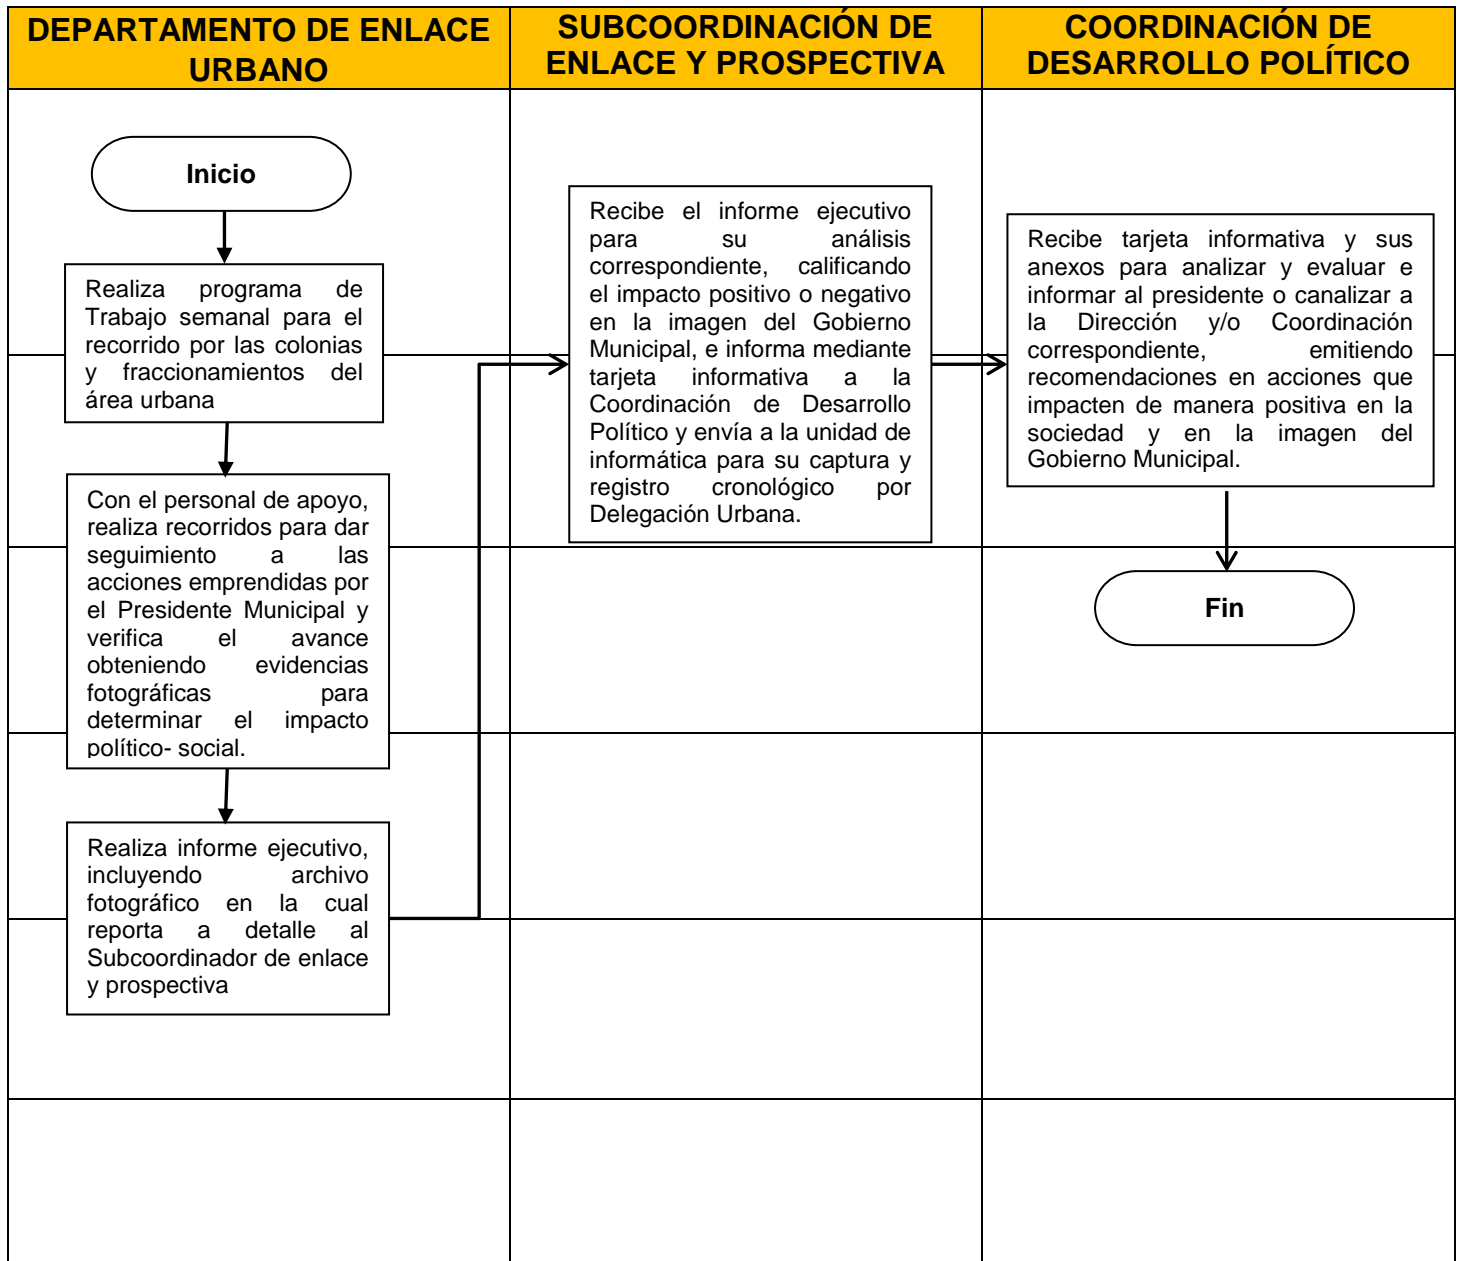 DEPARTAMENTO DE ENLACE
URBANO
SUBCOORDINACIÓN DE
ENLACE Y PROSPECTIVA
COORDINACIÓN DE
DESARROLLO POLÍTICO
Inicio
Realiza programa de
Trabajo semanal para el
recorrido por las colonias
y fraccionamientos del
área urbana
Con el personal de apoyo,
realiza recorridos para dar
seguimiento a las
acciones emprendidas por
el Presidente Municipal y
verifica el avance
obteniendo evidencias
fotográficas para
determinar el impacto
político- social.
Realiza informe ejecutivo,
incluyendo archivo
fotográfico en la cual
reporta a detalle al
Subcoordinador de enlace
y prospectiva
Recibe el informe ejecutivo
para su análisis
correspondiente, calificando
el impacto positivo o negativo
en la imagen del Gobierno
Municipal, e informa mediante
tarjeta informativa a la
Coordinación de Desarrollo
Político y envía a la unidad de
informática para su captura y
registro cronológico por
Delegación Urbana.
Recibe tarjeta informativa y sus
anexos para analizar y evaluar e
informar al presidente o canalizar a
la Dirección y/o Coordinación
correspondiente, emitiendo
recomendaciones en acciones que
impacten de manera positiva en la
sociedad y en la imagen del
Gobierno Municipal.
Fin